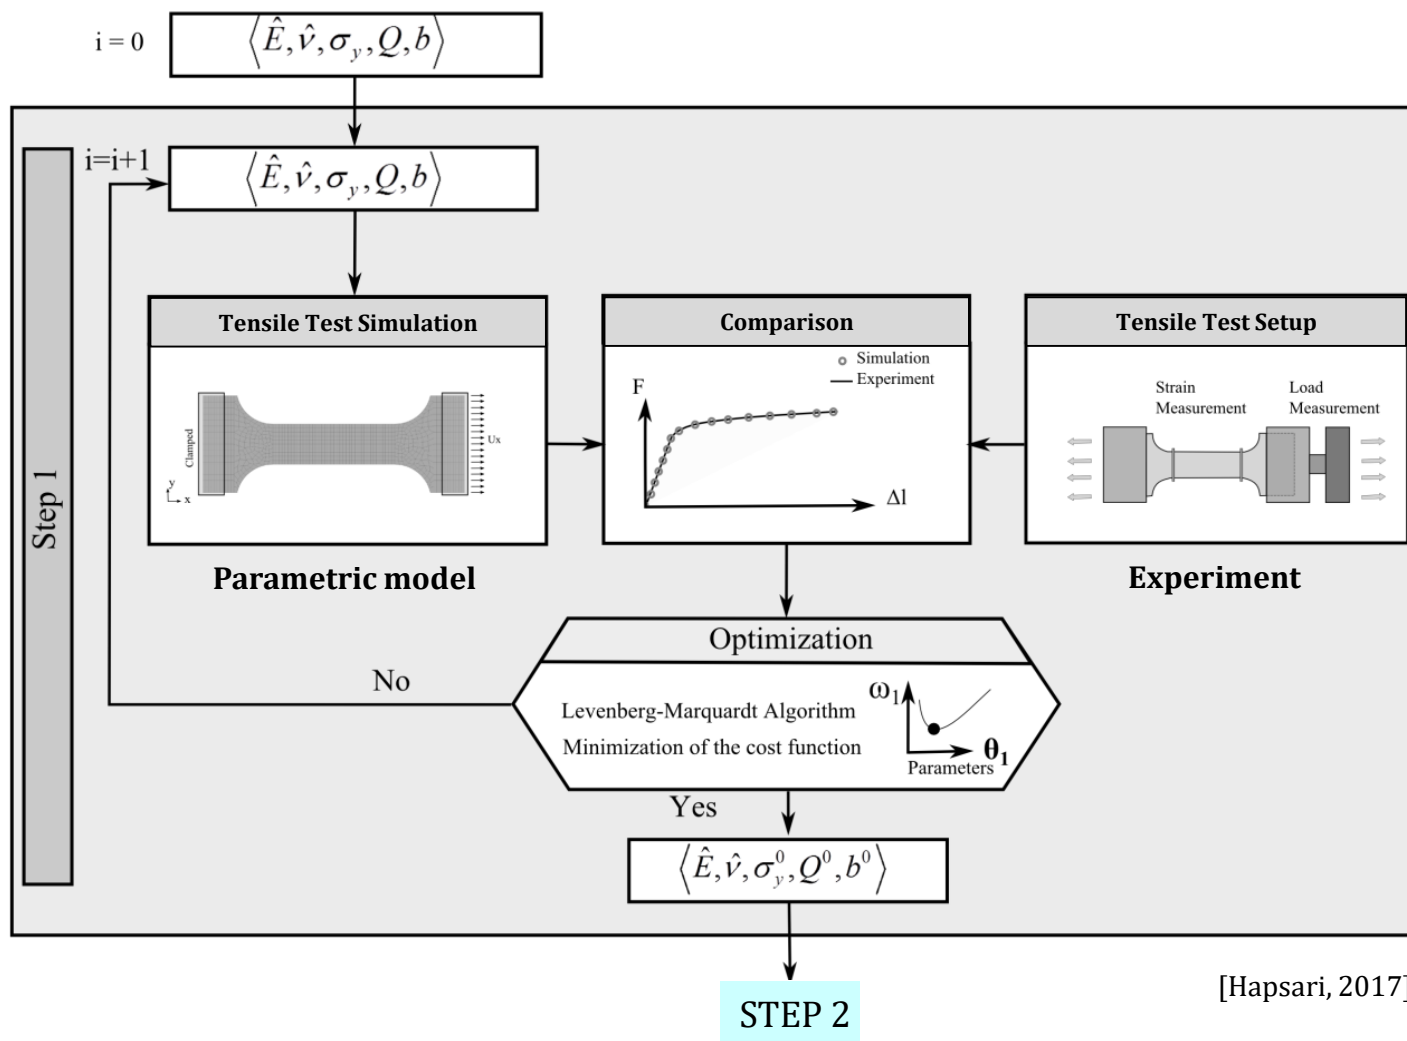 i = 0
⟨Ê, ν̂, σ_y, Q, b⟩
i=i+1
⟨Ê, ν̂, σ_y, Q, b⟩
Step 1
Tensile Test Simulation
Clamped
Ux
y
x
Parametric model
Comparison
Simulation
Experiment
F
Δl
Tensile Test Setup
Strain
Measurement
Load
Measurement
Experiment
Optimization
No
Levenberg-Marquardt Algorithm
Minimization of the cost function
ω₁
θ₁
Parameters
Yes
⟨Ê, ν̂, σ_y^0, Q^0, b^0⟩
[Hapsari, 2017]
STEP 2